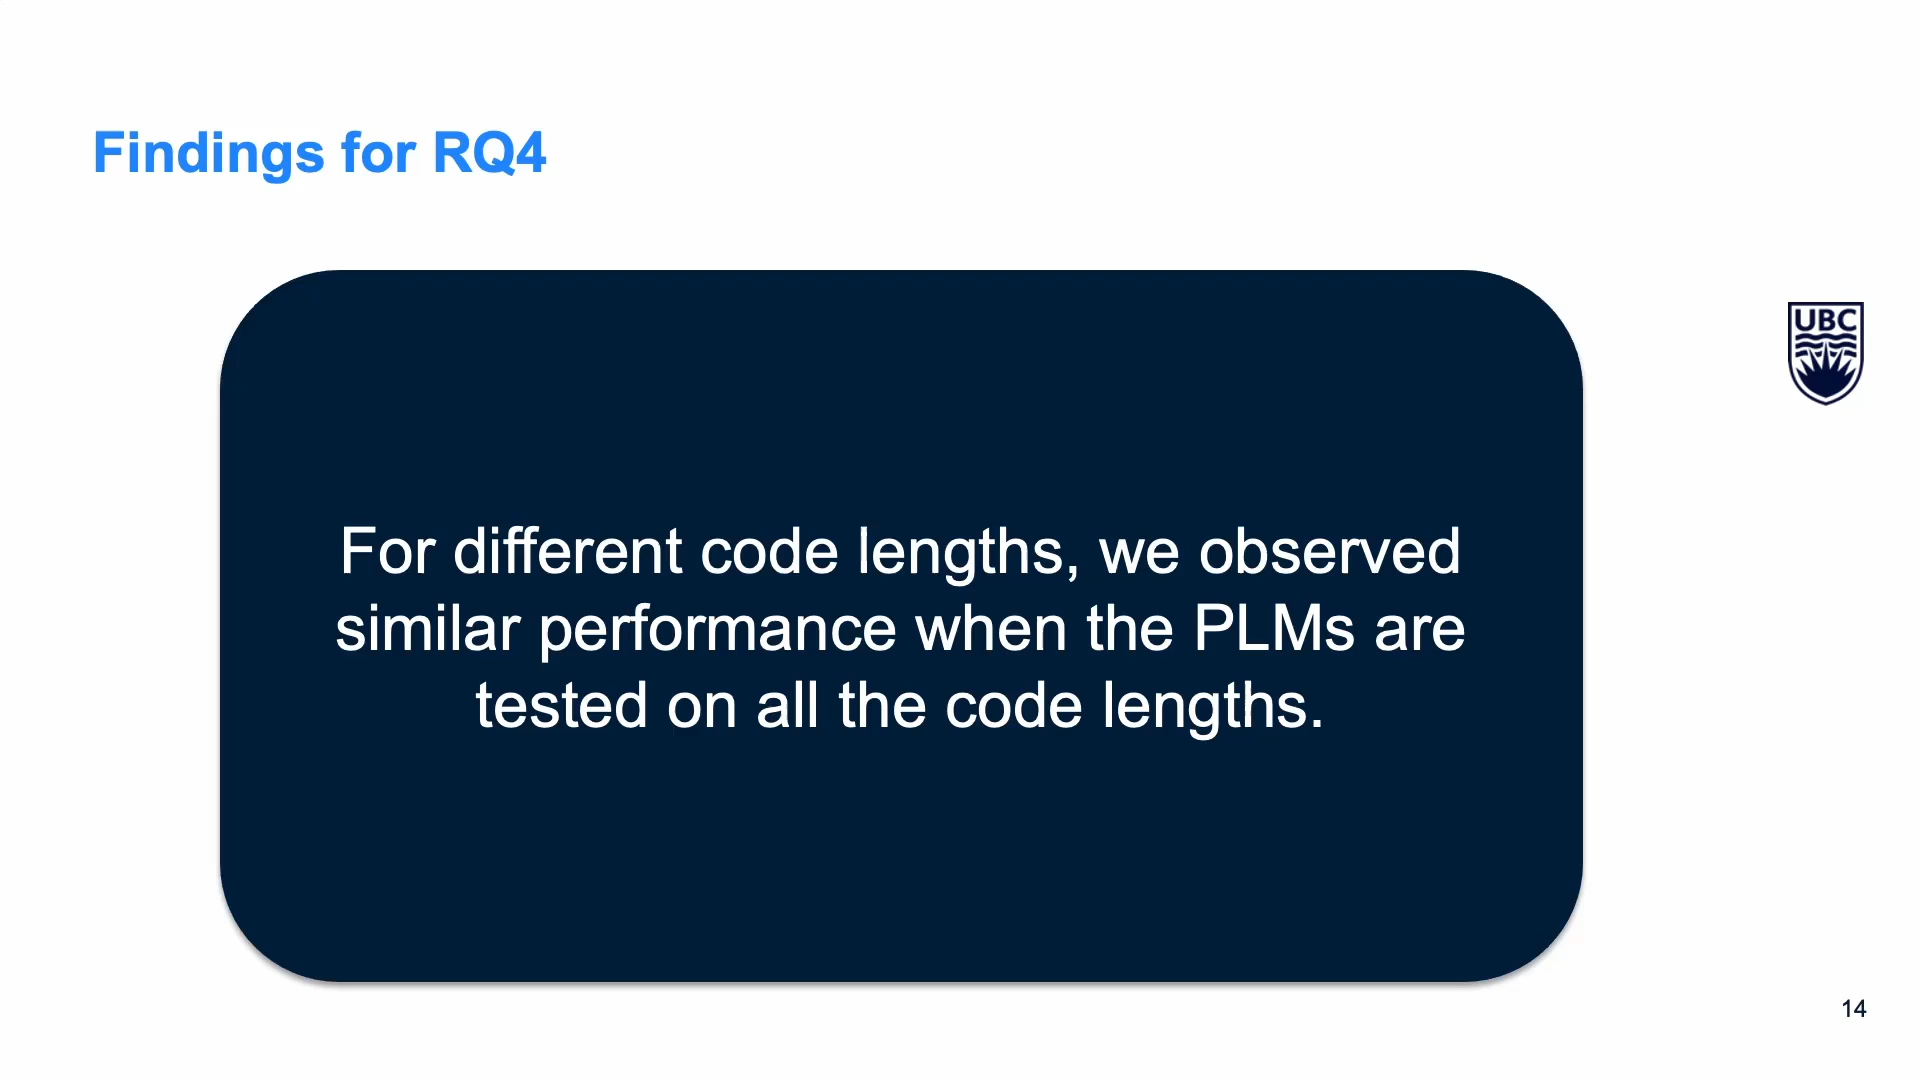 Findings for RQ4
UBC
For different code lengths, we observed
similar performance when the PLMs are
tested on all the code lengths.
14